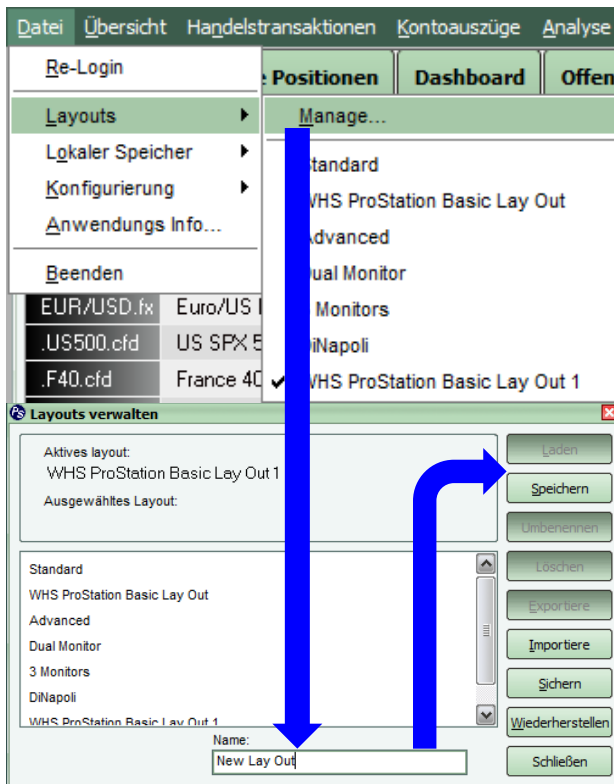 Datei Übersicht Handelstransaktionen Kontoauszüge Analyse
Re-Login
Positionen Dashboard Offen
Layouts
Manage...
Lokaler Speicher
Standard
Konfigurierung
WHS ProStation Basic Lay Out
Anwendungs Info...
Advanced
Beenden
Dual Monitor
EUR/USD.fx Euro/US
Monitors
.US500.cfd US SPX 5
DiNapoli
.F40.cfd France 40
WHS ProStation Basic Lay Out 1
Layouts verwalten
Aktives layout:
WHS ProStation Basic Lay Out 1
Ausgewähltes Layout:
Laden
Speichern
Umbenennen
Löschen
Exportiere
Importiere
Sichern
Wiederherstellen
Schließen
Standard
WHS ProStation Basic Lay Out
Advanced
Dual Monitor
3 Monitors
DiNapoli
WHS ProStation Basic Lay Out 1
Name:
New Lay Out